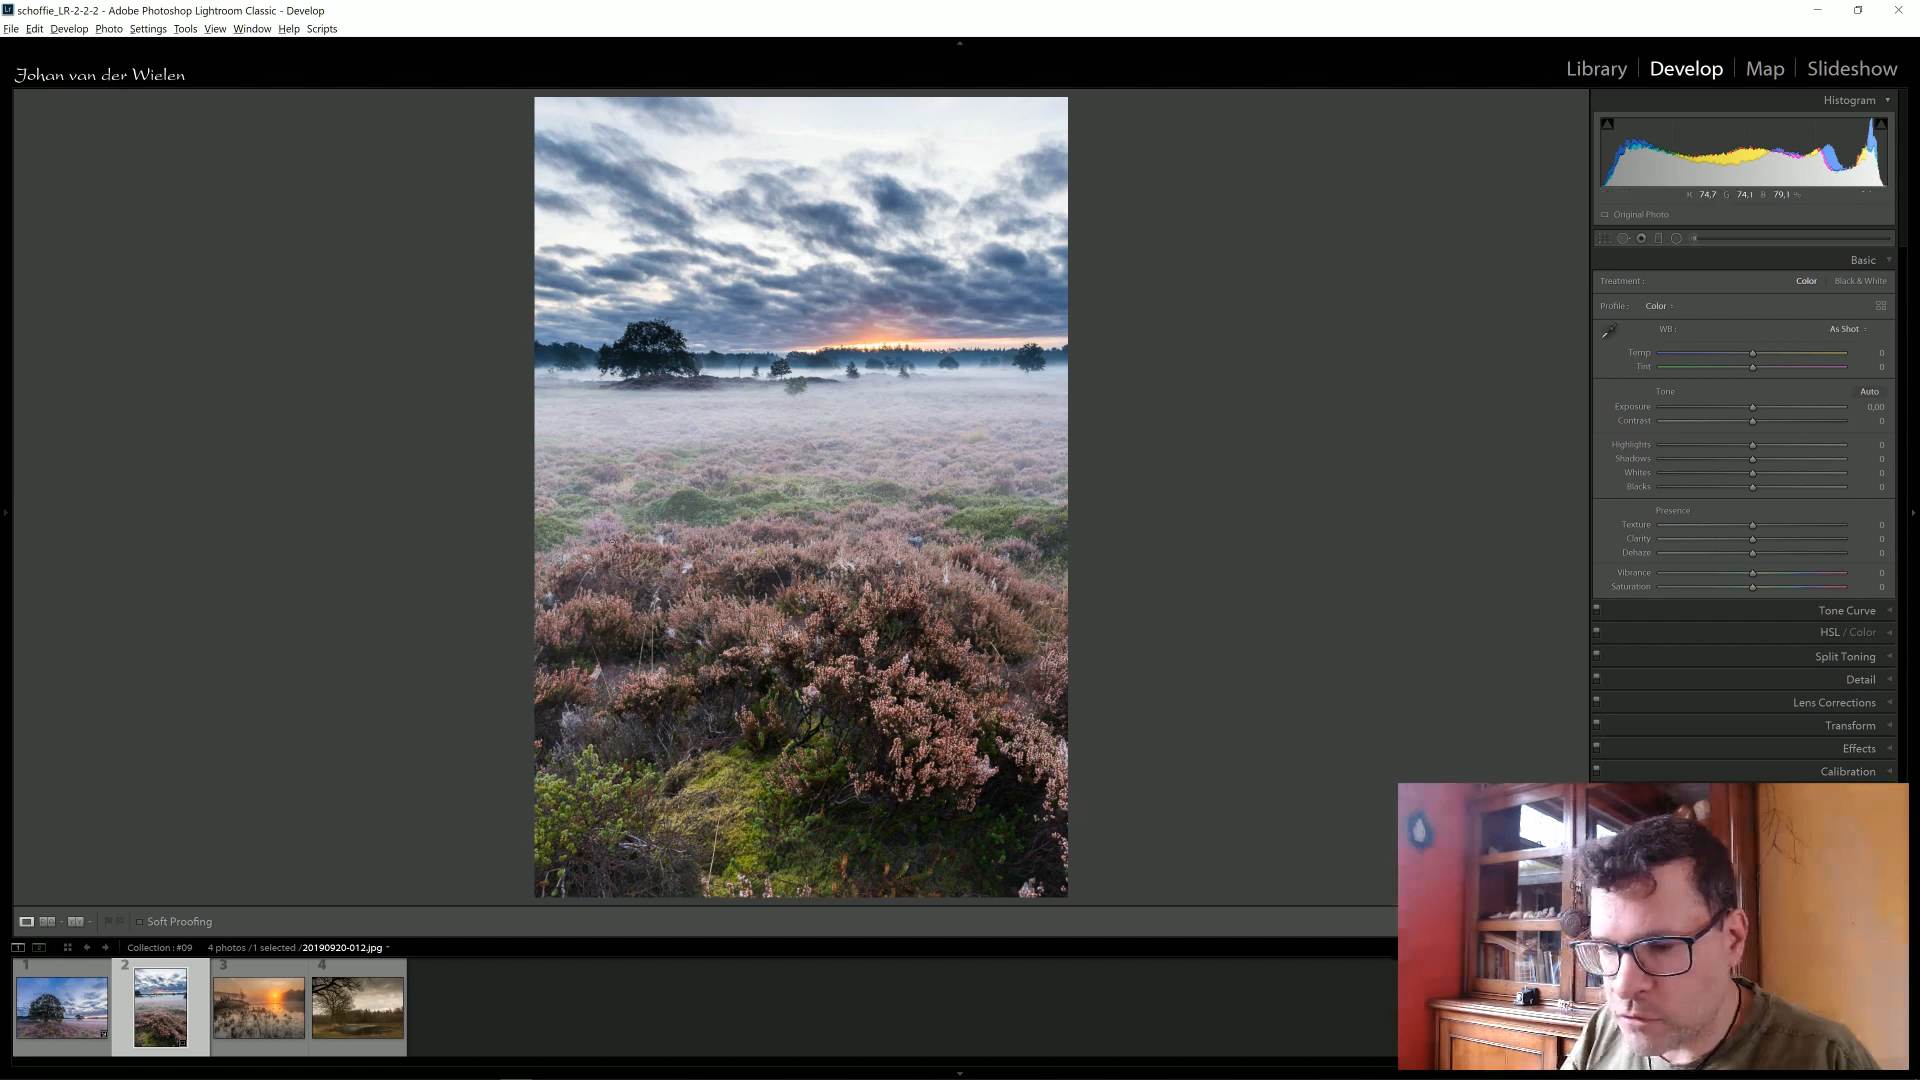 schoffie_LR-2-2-2 - Adobe Photoshop Lightroom Classic - Develop
File Edit Develop Photo Settings Tools View Window Help Scripts
Johan van der Wielen
Library Develop Map Slideshow
Histogram
R 74,7 G 74,1 B 79,1 %
Original Photo
Basic
Treatment : Color Black & White
Profile : Color
WB : As Shot
Temp 0
Tint 0
Tone Auto
Exposure 0,00
Contrast 0
Highlights 0
Shadows 0
Whites 0
Blacks 0
Presence
Texture 0
Clarity 0
Dehaze 0
Vibrance 0
Saturation 0
Tone Curve
HSL / Color
Split Toning
Detail
Lens Corrections
Transform
Effects
Calibration
Soft Proofing
1 2 Collection : #09 4 photos / 1 selected / 20190920-012.jpg
1 2 3 4